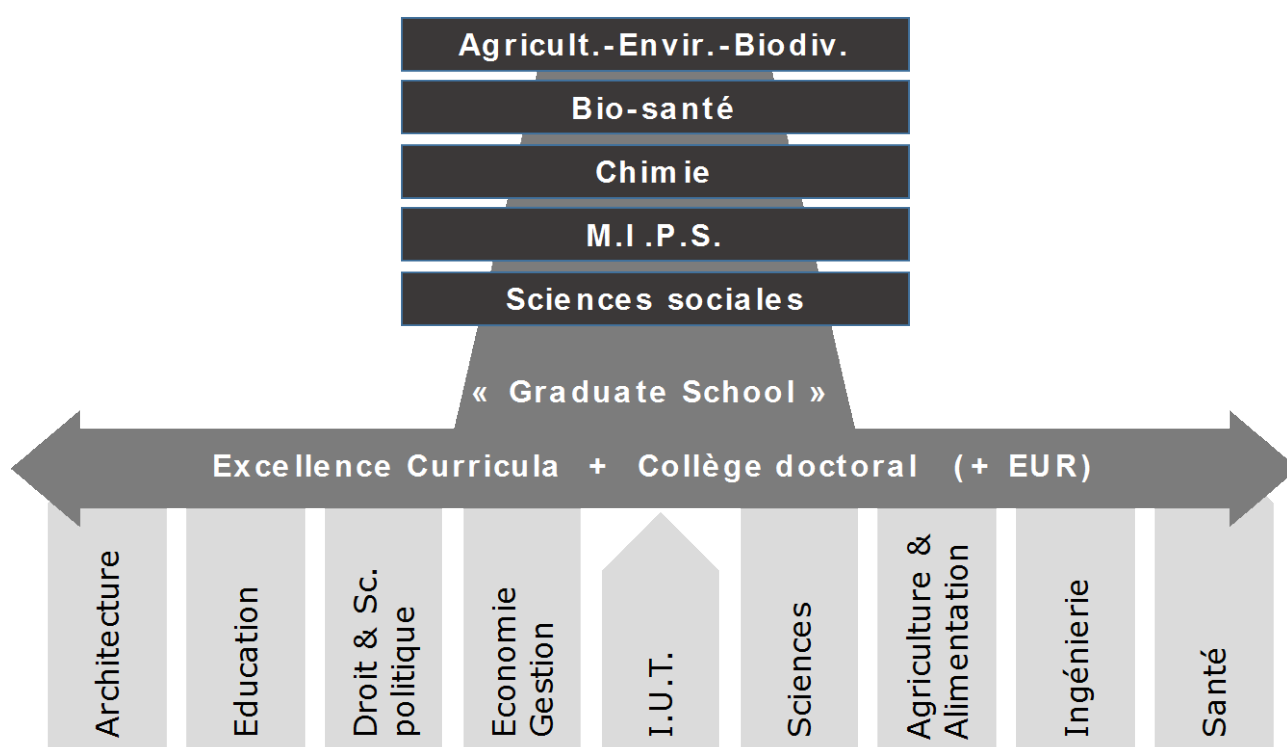 Agricult.-Envir.-Biodiv.
Bio-santé
Chimie
M.I .P.S.
Sciences sociales
« Graduate School »
Excellence Curricula + Collège doctoral (+ EUR)
Architecture
Education
Droit & Sc.
politique
Economie
Gestion
I.U.T.
Sciences
Agriculture &
Alimentation
Ingénierie
Santé